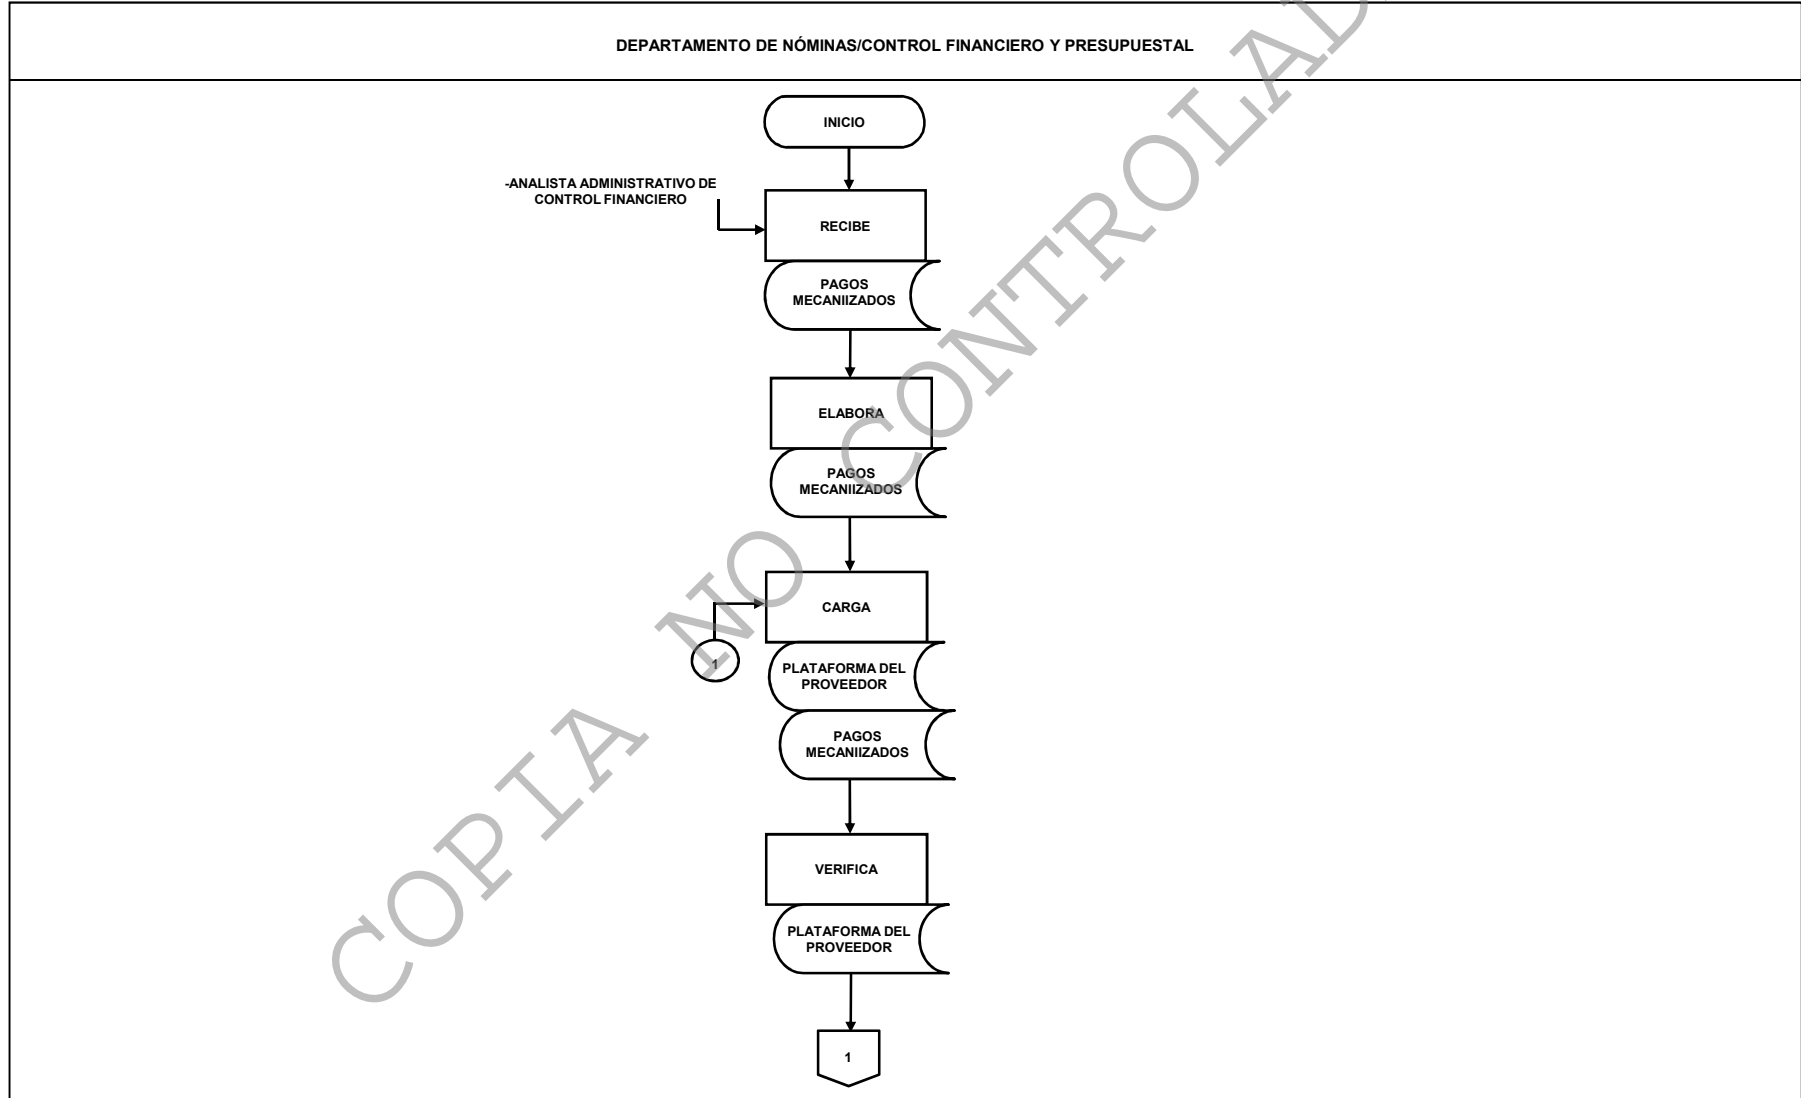 DEPARTAMENTO DE NÓMINAS/CONTROL FINANCIERO Y PRESUPUESTAL
INICIO
-ANALISTA ADMINISTRATIVO DE
CONTROL FINANCIERO
RECIBE
PAGOS
MECANIIZADOS
ELABORA
PAGOS
MECANIIZADOS
CARGA
1
PLATAFORMA DEL
PROVEEDOR
PAGOS
MECANIIZADOS
VERIFICA
PLATAFORMA DEL
PROVEEDOR
1
COPIA NO CONTROLAD